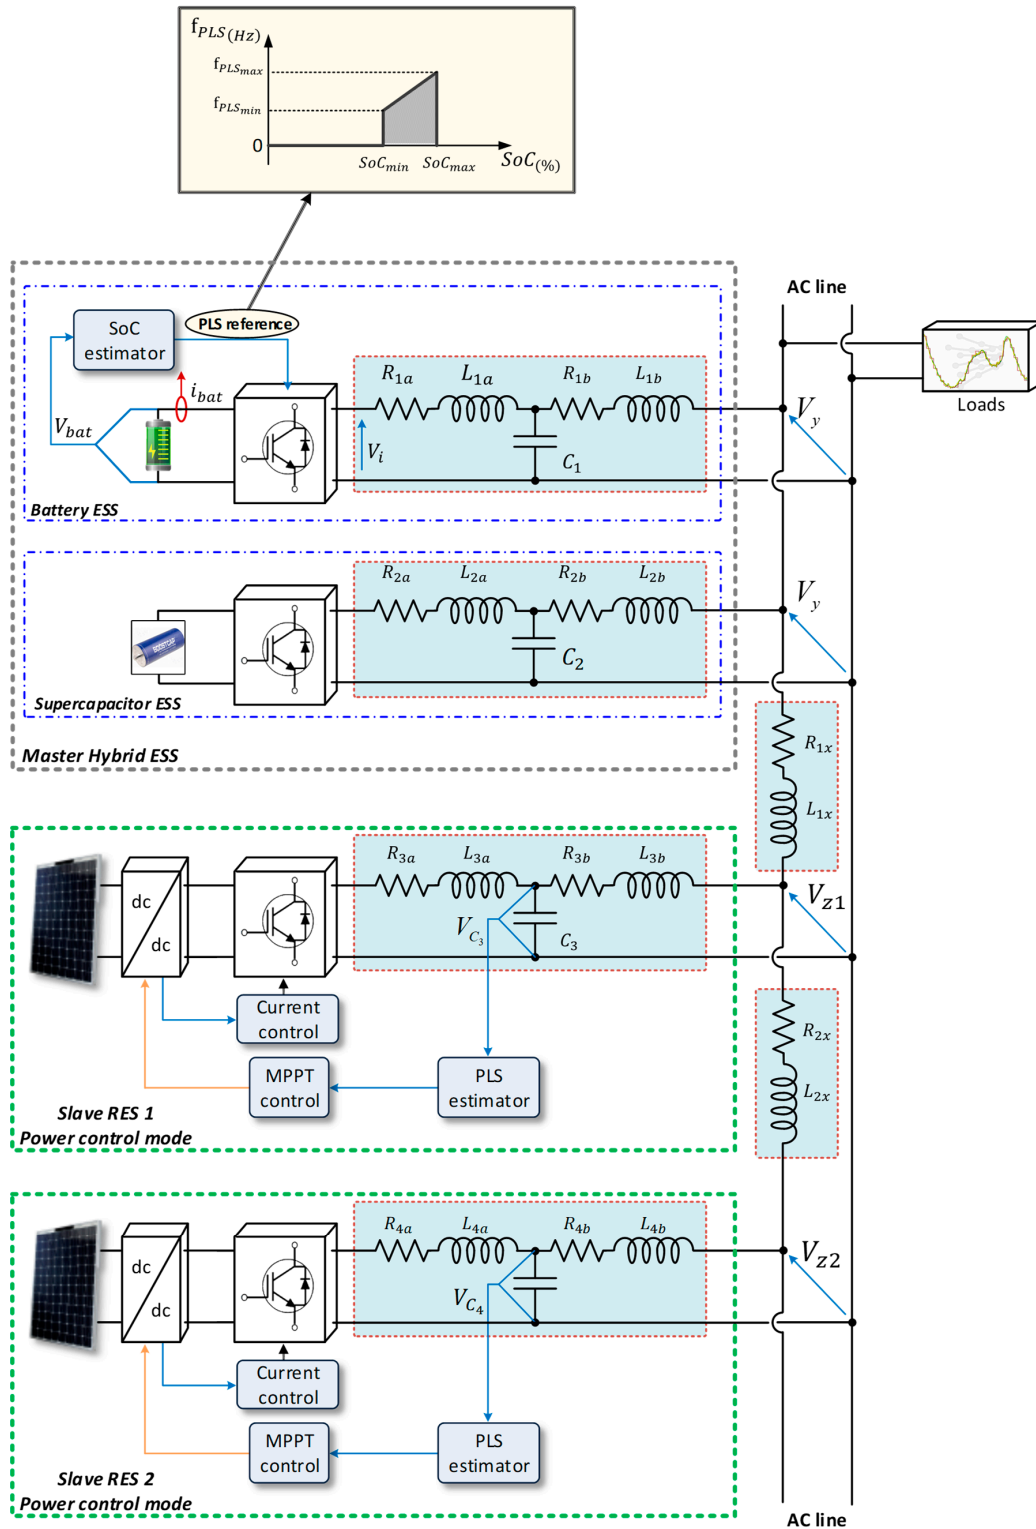 f_PLS(Hz)
f_PLSmax
f_PLSmin
0
SoC_min
SoC_max
SoC_(%)
AC line
SoC
estimator
PLS reference
i_bat
V_bat
R_1a
L_1a
R_1b
L_1b
V_i
C_1
V_y
Loads
Battery ESS
R_2a
L_2a
R_2b
L_2b
C_2
V_y
Supercapacitor ESS
Master Hybrid ESS
R_1x
L_1x
R_3a
L_3a
R_3b
L_3b
dc
dc
V_C3
C_3
V_z1
Current
control
MPPT
control
PLS
estimator
R_2x
L_2x
Slave RES 1
Power control mode
R_4a
L_4a
R_4b
L_4b
dc
dc
V_C4
V_z2
Current
control
MPPT
control
PLS
estimator
Slave RES 2
Power control mode
AC line